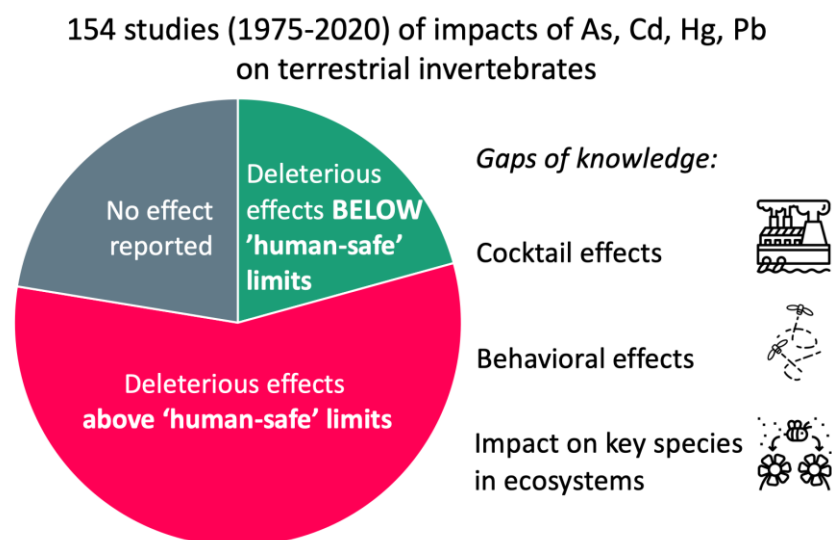 154 studies (1975-2020) of impacts of As, Cd, Hg, Pb
on terrestrial invertebrates
No effect
reported
Deleterious
effects BELOW
’human-safe’
limits
Deleterious effects
above ‘human-safe’ limits
Gaps of knowledge:
Cocktail effects
Behavioral effects
Impact on key species
in ecosystems